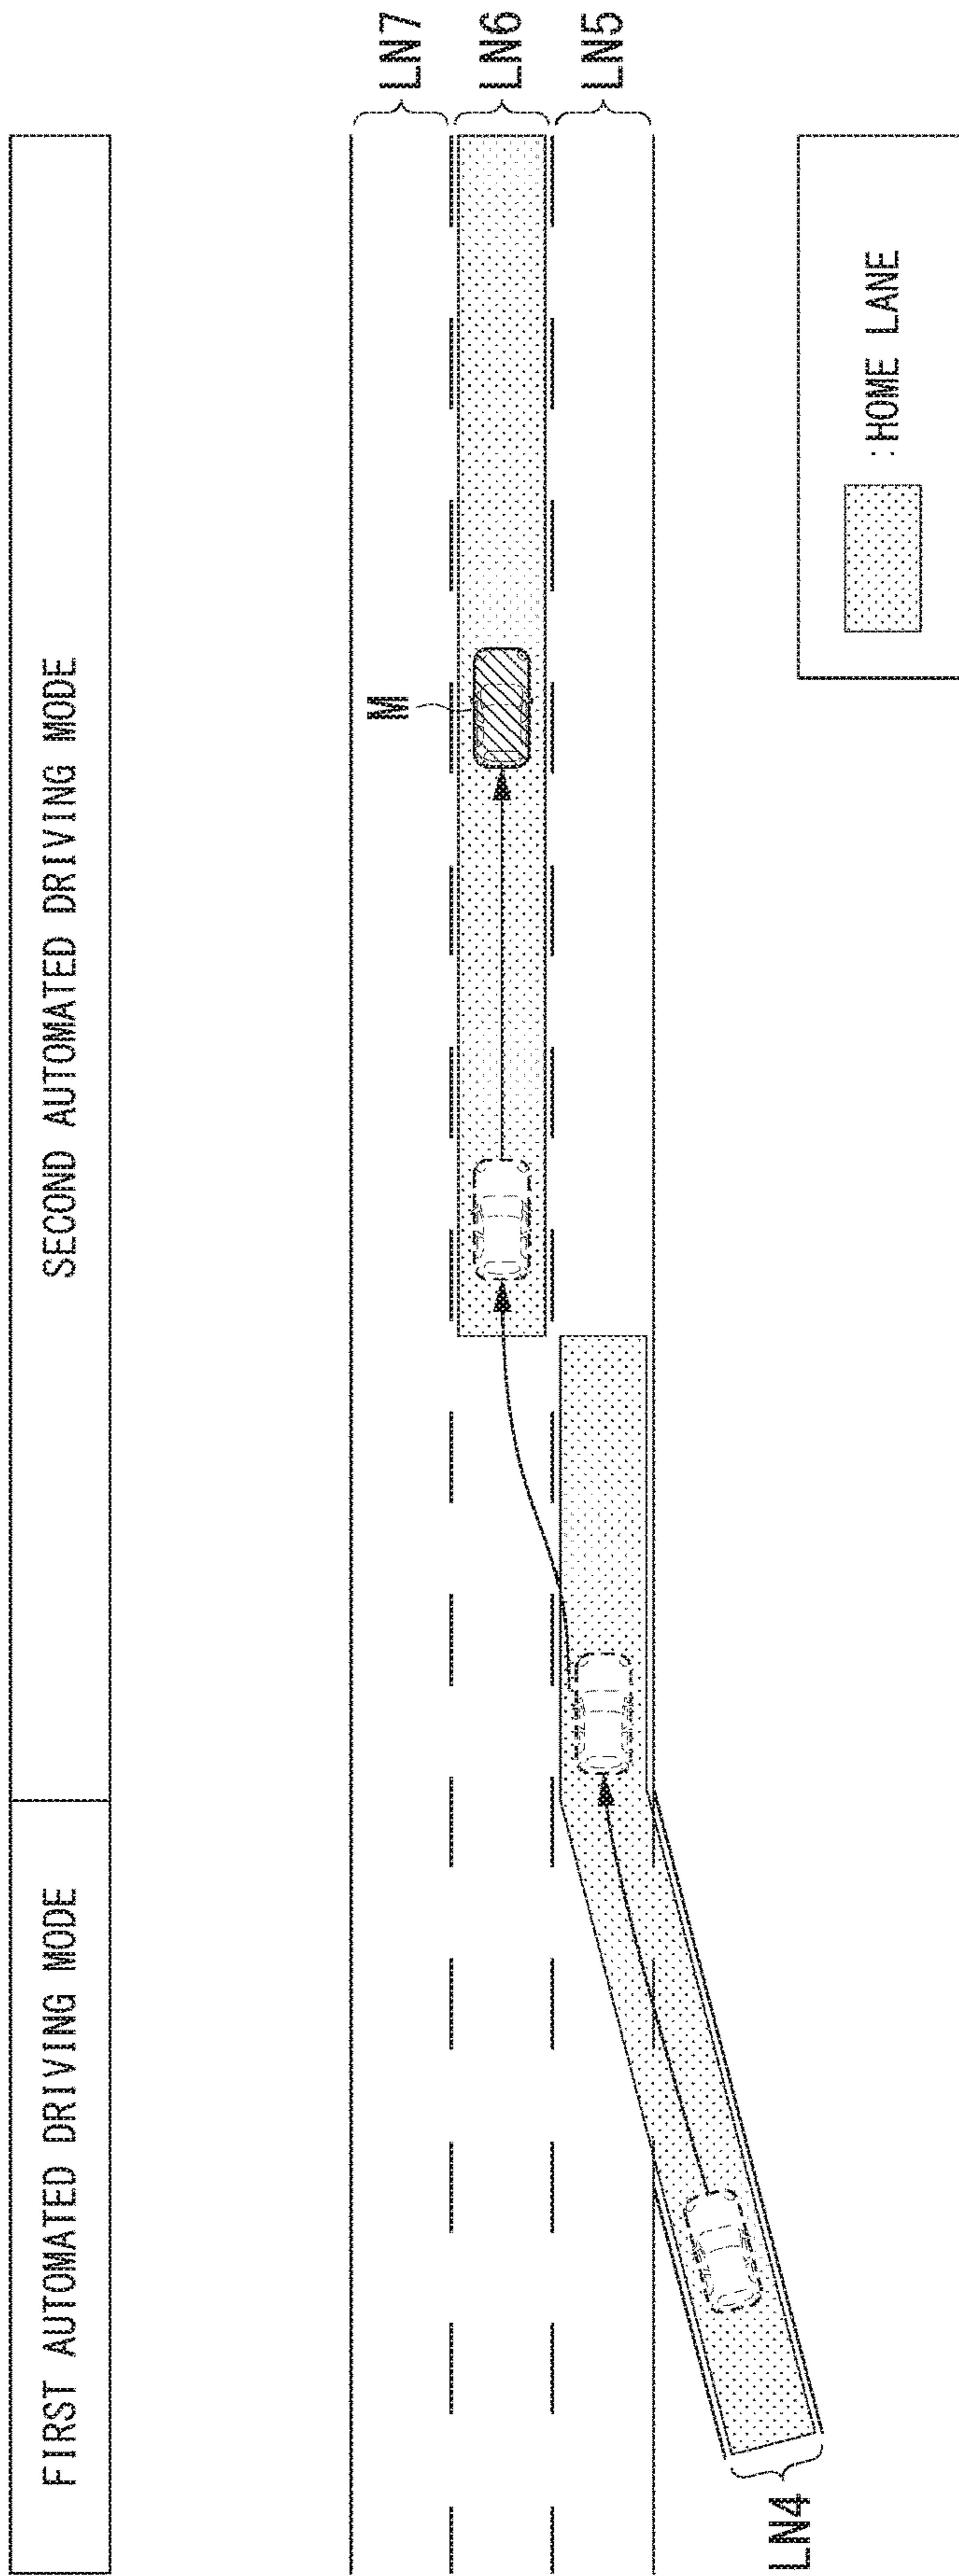 FIRST AUTOMATED DRIVING MODE
SECOND AUTOMATED DRIVING MODE
LN7
M
LN6
LN5
LN4
:HOME LANE